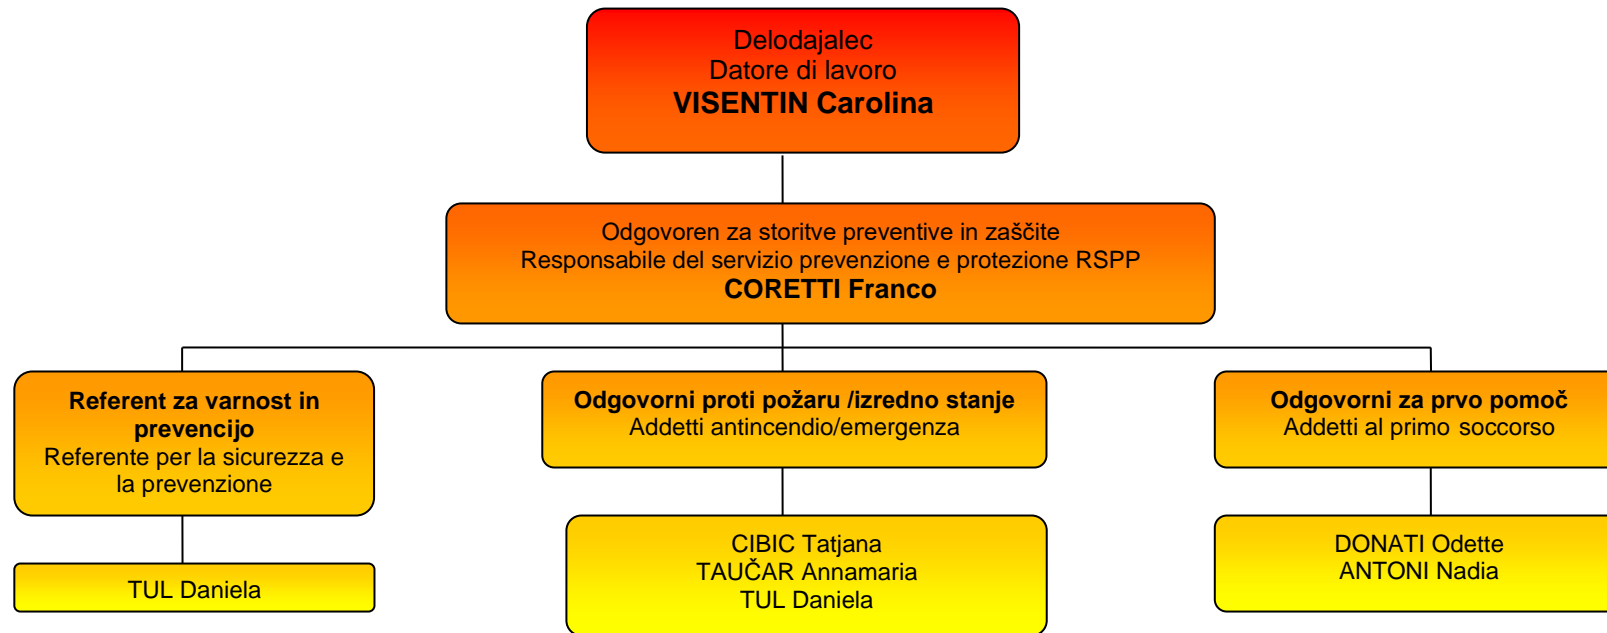 Delodajalec
Datore di lavoro
VISENTIN Carolina
Odgovoren za storitve preventive in zaščite
Responsabile del servizio prevenzione e protezione RSPP
CORETTI Franco
Referent za varnost in
prevencijo
Referente per la sicurezza e
la prevenzione
Odgovorni proti požaru /izredno stanje
Addetti antincendio/emergenza
Odgovorni za prvo pomoč
Addetti al primo soccorso
TUL Daniela
CIBIC Tatjana
TAUČAR Annamaria
TUL Daniela
DONATI Odette
ANTONI Nadia